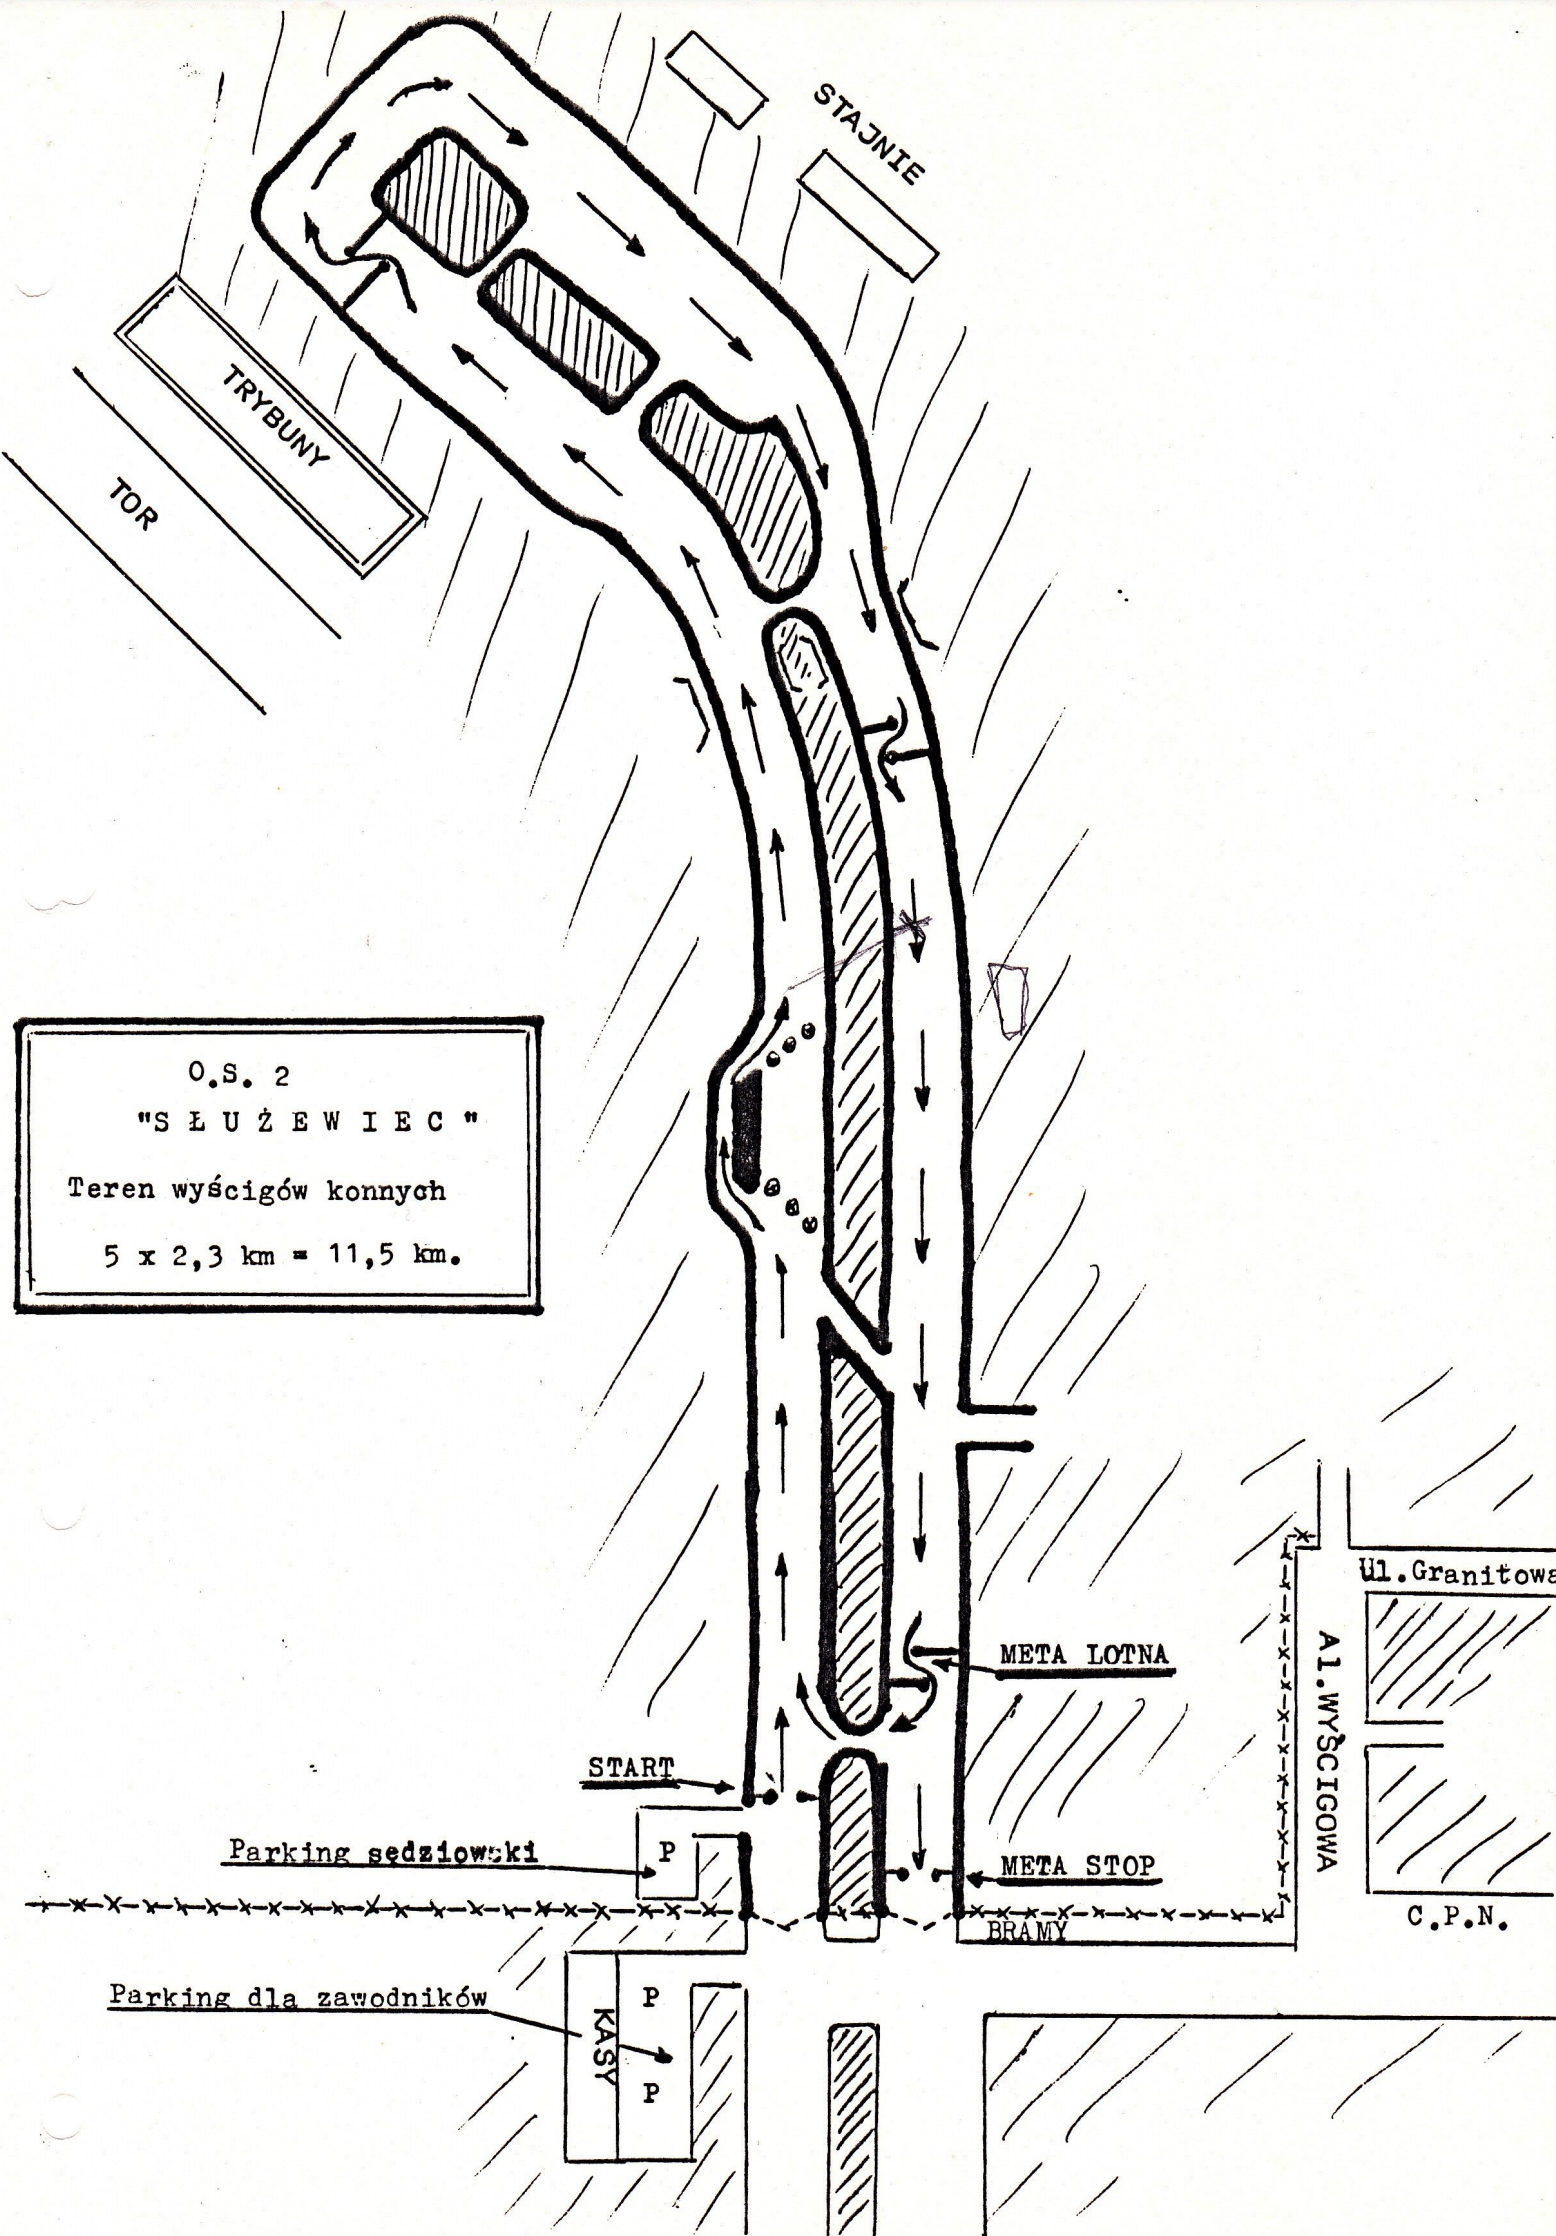 STAJNIE
TRYBUNY
TOR
O.S. 2
"SŁUŻEWIEC"
Teren wyścigów konnych
5 x 2,3 km = 11,5 km.
Ul.Granitowa
Al.WYŚCIGOWA
META LOTNA
START
Parking sędziowski
P
META STOP
C.P.N.
BRAMY
Parking dla zawodników
KASY
P
P